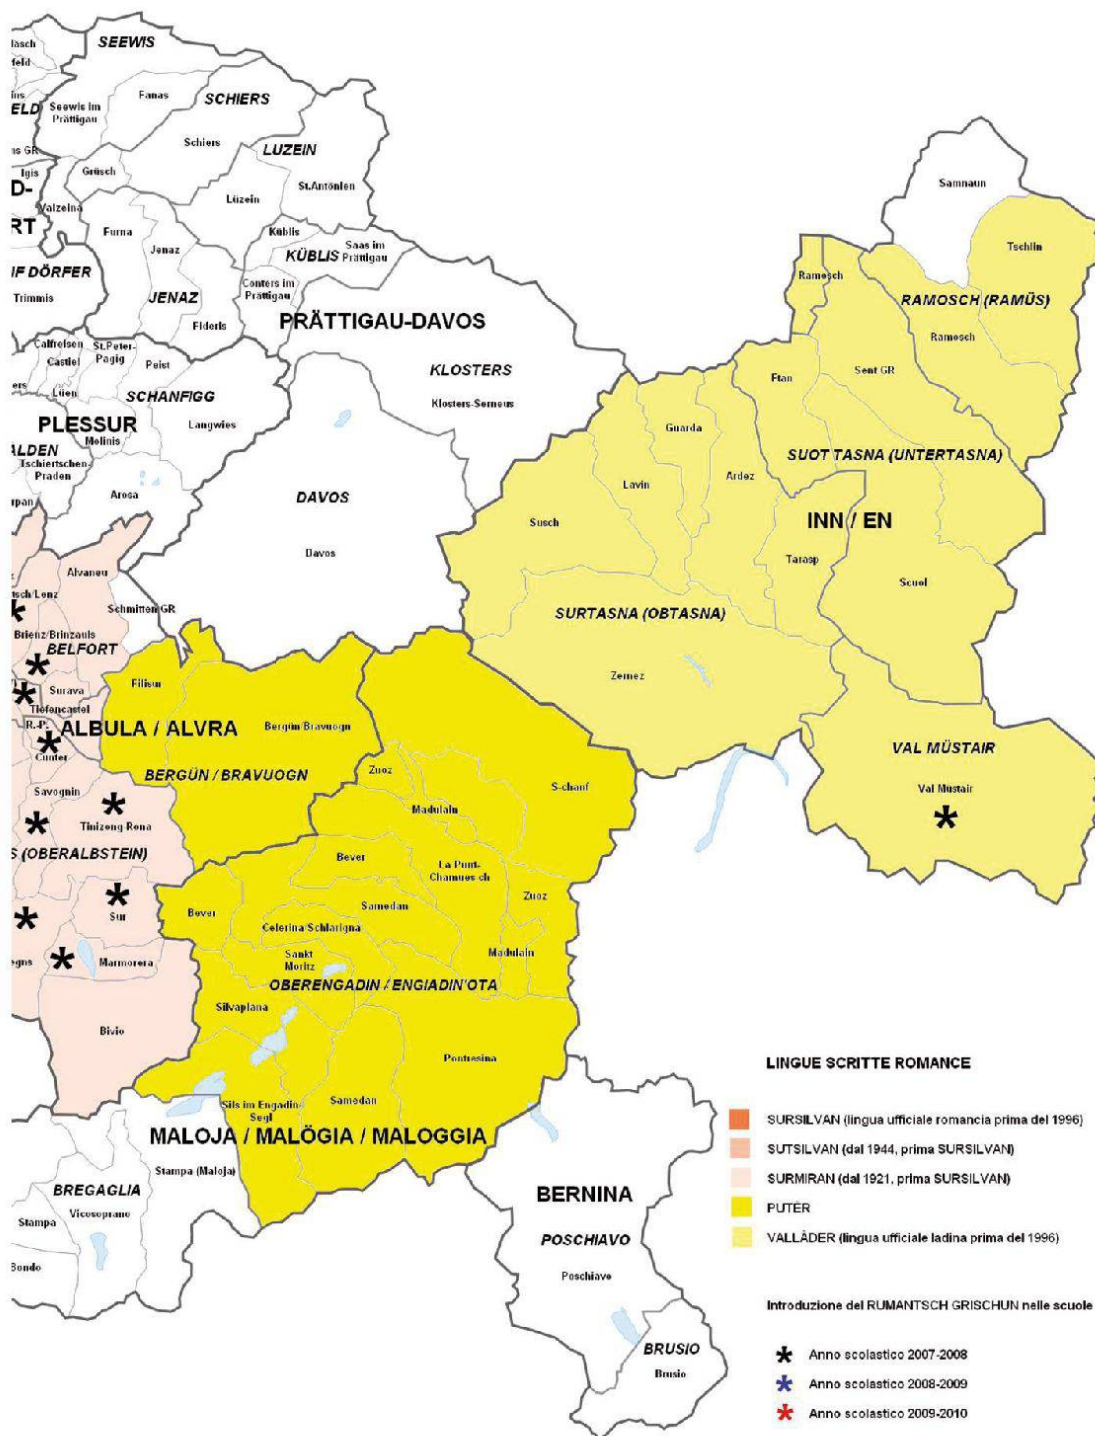 SEEWIS
Fanas
SCHIERS
Seewis im
Prättigau
Schiers
LUZEIN
Grüsch
St.Antönien
Lüzein
Valzeina
Furna
Küblis
Jenaz
KÜBLIS
Saas im
Prättigau
Conters im
Prättigau
JENAZ
Trimmis
Fideris
PRÄTTIGAU-DAVOS
Calfreisen
St.Peter-
Pagig
Castiel
Peist
Lüen
SCHANFIGG
KLOSTERS
Klosters-Serneus
PLESSUR
Langwies
Molinis
Tschiertschen-
Praden
Arosa
DAVOS
Davos
Samnaun
Tschlin
Ramosch
RAMOSCH (RAMÜS)
Ramosch
Ftan
Sent GR
Guarda
SUOT TASNA (UNTERTASNA)
Lavin
Ardez
Susch
INN / EN
Tarasp
Scuol
SURTASNA (OBTASNA)
Zernez
VAL MÜSTAIR
Val Müstair
Alvaneu
Schmitten GR
Brienz/Brinzauls
BELFORT
Surava
Tiefencastel
Filisur
R.-P.
ALBULA / ALVRA
Bergün/Bravuogn
Cunter
BERGÜN / BRAVUOGN
Savognin
Tinizong-Rona
S (OBERALBSTEIN)
Sur
Marmorera
Bivio
Zuoz
S-chanf
Madulain
Bever
La Punt-
Chamues-ch
Bever
Samedan
Zuoz
Celerina/Schlarigna
Sankt
Moritz
Madulain
OBERENGADIN / ENGIADIN'OTA
Silvaplana
Pontresina
Sils im Engadin-
Segl
Samedan
MALOJA / MALÖGIA / MALOGGIA
Stampa (Maloja)
BREGAGLIA
Vicosoprano
Stampa
Bondo
BERNINA
POSCHIAVO
Poschiavo
BRUSIO
Brusio
LINGUE SCRITTE ROMANCE
SURSILVAN (lingua ufficiale romancia prima del 1996)
SUTSILVAN (dal 1944, prima SURSILVAN)
SURMIRAN (dal 1921, prima SURSILVAN)
PUTÈR
VALLÀDER (lingua ufficiale ladina prima del 1996)
Introduzione del RUMANTSCH GRISCHUN nelle scuole
* Anno scolastico 2007-2008
* Anno scolastico 2008-2009
* Anno scolastico 2009-2010